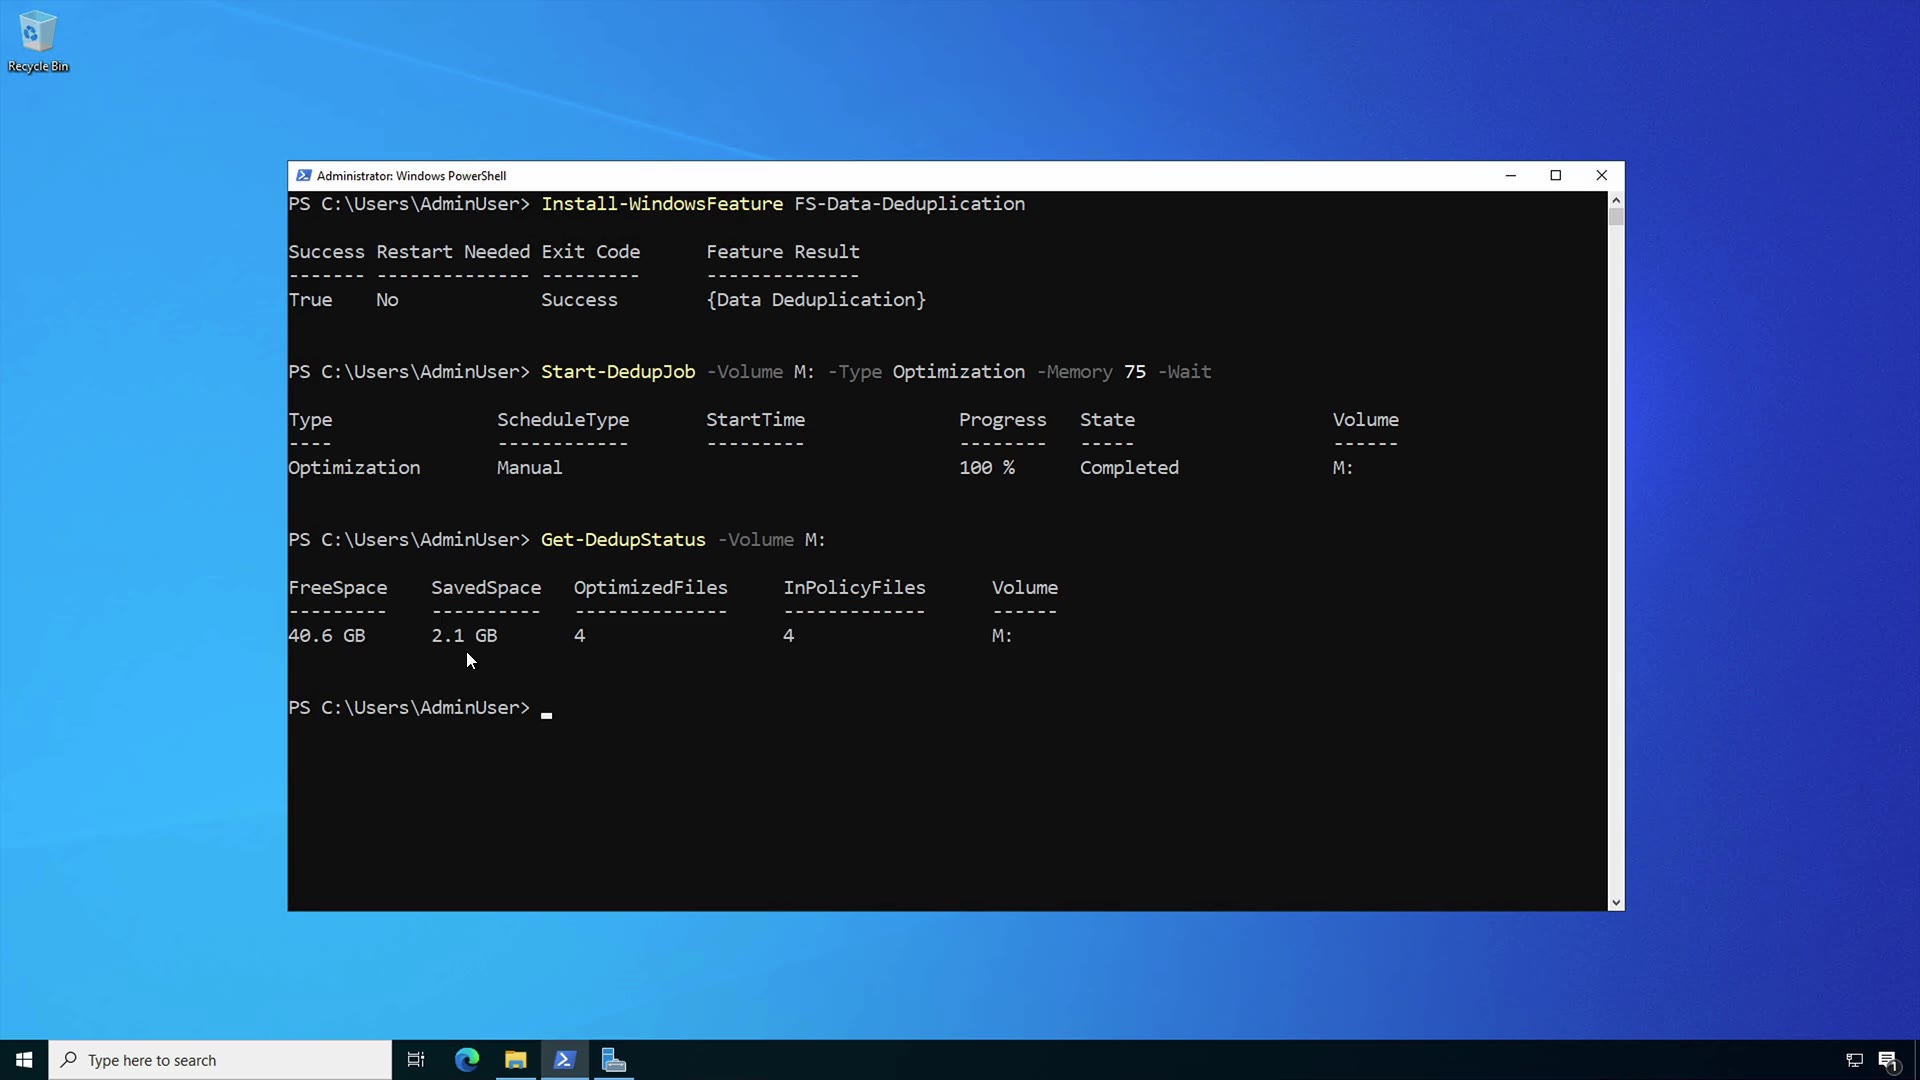 Recycle Bin
Administrator: Windows PowerShell
PS C:\Users\AdminUser> Install-WindowsFeature FS-Data-Deduplication
Success Restart Needed Exit Code      Feature Result
------- -------------- ---------      --------------
True    No             Success        {Data Deduplication}
PS C:\Users\AdminUser> Start-DedupJob -Volume M: -Type Optimization -Memory 75 -Wait
Type               ScheduleType       StartTime              Progress   State                  Volume
----               ------------       ---------              --------   -----                  ------
Optimization       Manual                                    100 %      Completed              M:
PS C:\Users\AdminUser> Get-DedupStatus -Volume M:
FreeSpace    SavedSpace   OptimizedFiles     InPolicyFiles      Volume
---------    ----------   --------------     -------------      ------
40.6 GB      2.1 GB       4                  4                  M:
PS C:\Users\AdminUser>
Type here to search
1